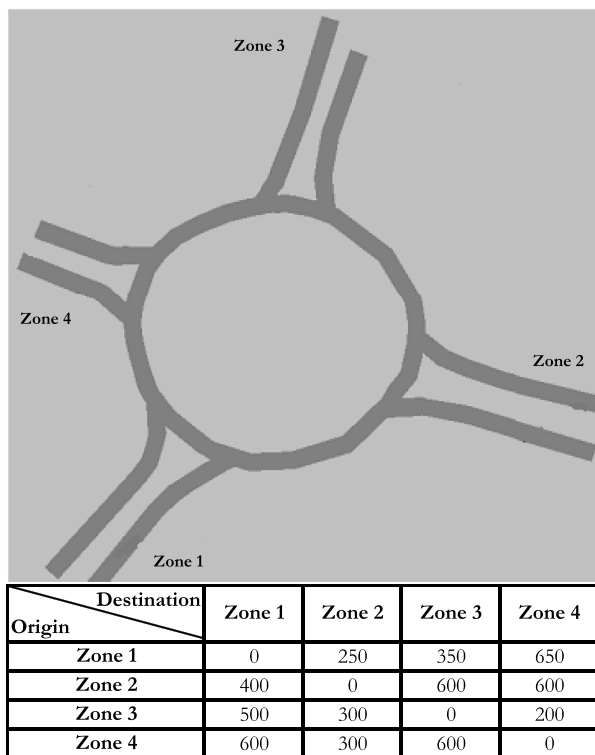 Zone 3
Zone 2
Zone 4
Zone 1
Destination
Origin
Zone 1 Zone 2 Zone 3 Zone 4
Zone 1 0 250 350 650
Zone 2 400 0 600 600
Zone 3 500 300 0 200
Zone 4 600 300 600 0